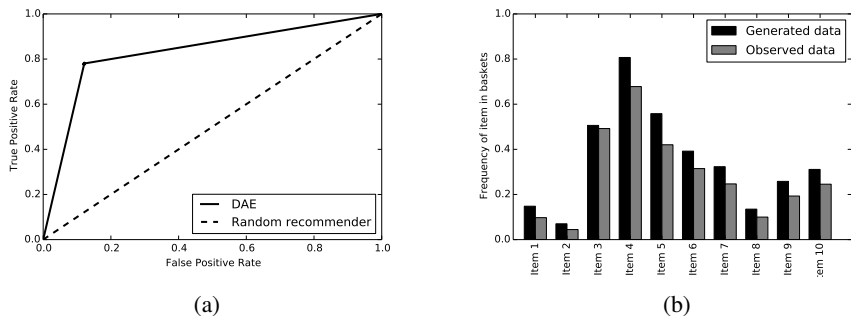 1.0
0.8
0.6
0.4
0.2
0.0
True Positive Rate
0.0 0.2 0.4 0.6 0.8 1.0
False Positive Rate
DAE
Random recommender
(a)
1.0
0.8
0.6
0.4
0.2
0.0
Frequency of item in baskets
Generated data
Observed data
Item 1
Item 2
Item 3
Item 4
Item 5
Item 6
Item 7
Item 8
Item 9
:em 10
(b)